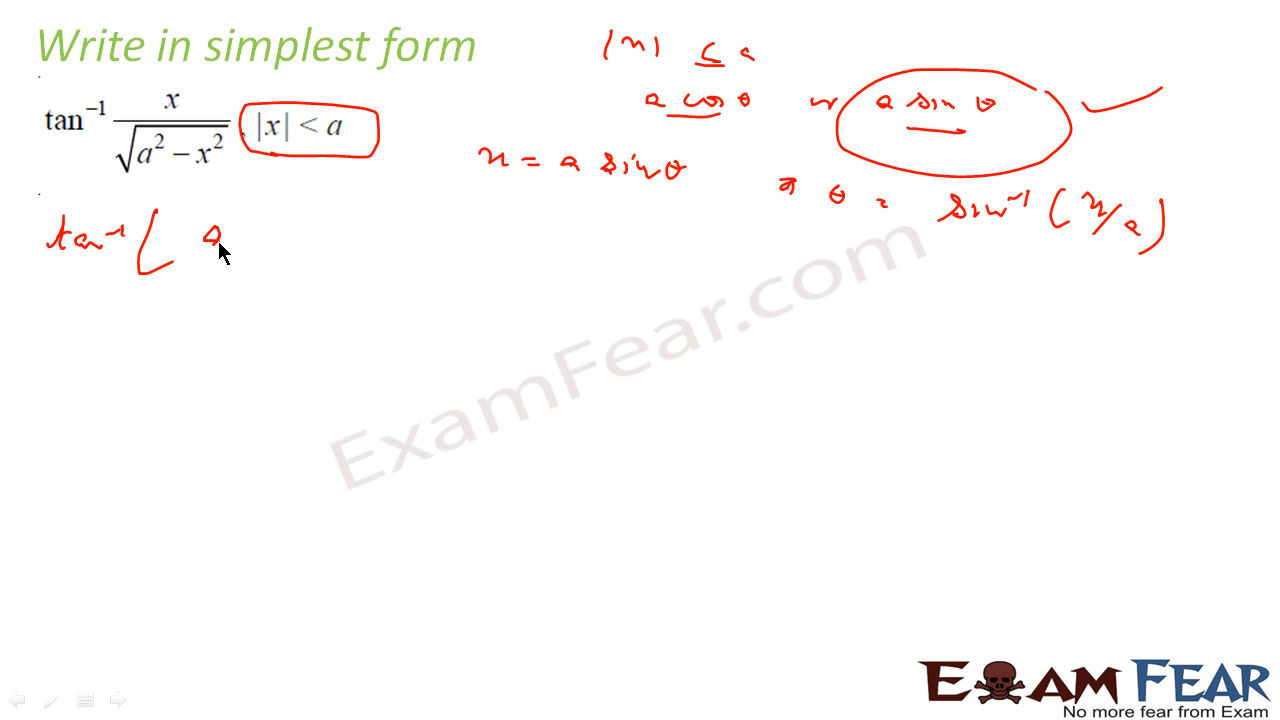 Write in simplest form
|x| ≤ a
tan⁻¹ x/√(a² − x²), |x| < a
a cos θ or a sin θ
x = a sin θ
⇒ θ = sin⁻¹ (x/a)
tan⁻¹ [ a
ExamFear.com
EXAM FEAR
No more fear from Exam